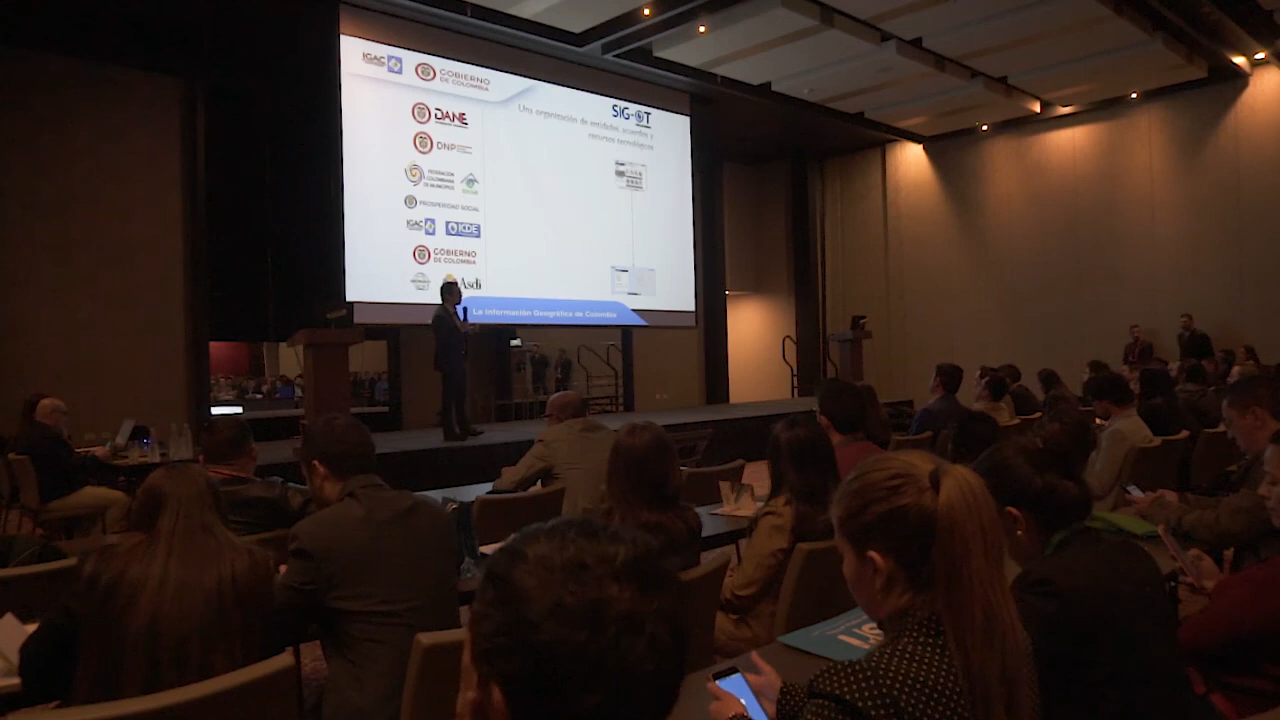 IGAC
GOBIERNO
DE COLOMBIA
SIG-OT
Una organización de entidades, acuerdos y
recursos tecnológicos
DANE
DNP
FEDERACIÓN
COLOMBIANA
DE MUNICIPIOS
PROSPERIDAD SOCIAL
IGAC
ICDE
GOBIERNO
DE COLOMBIA
Asdi
La Información Geográfica de Colombia